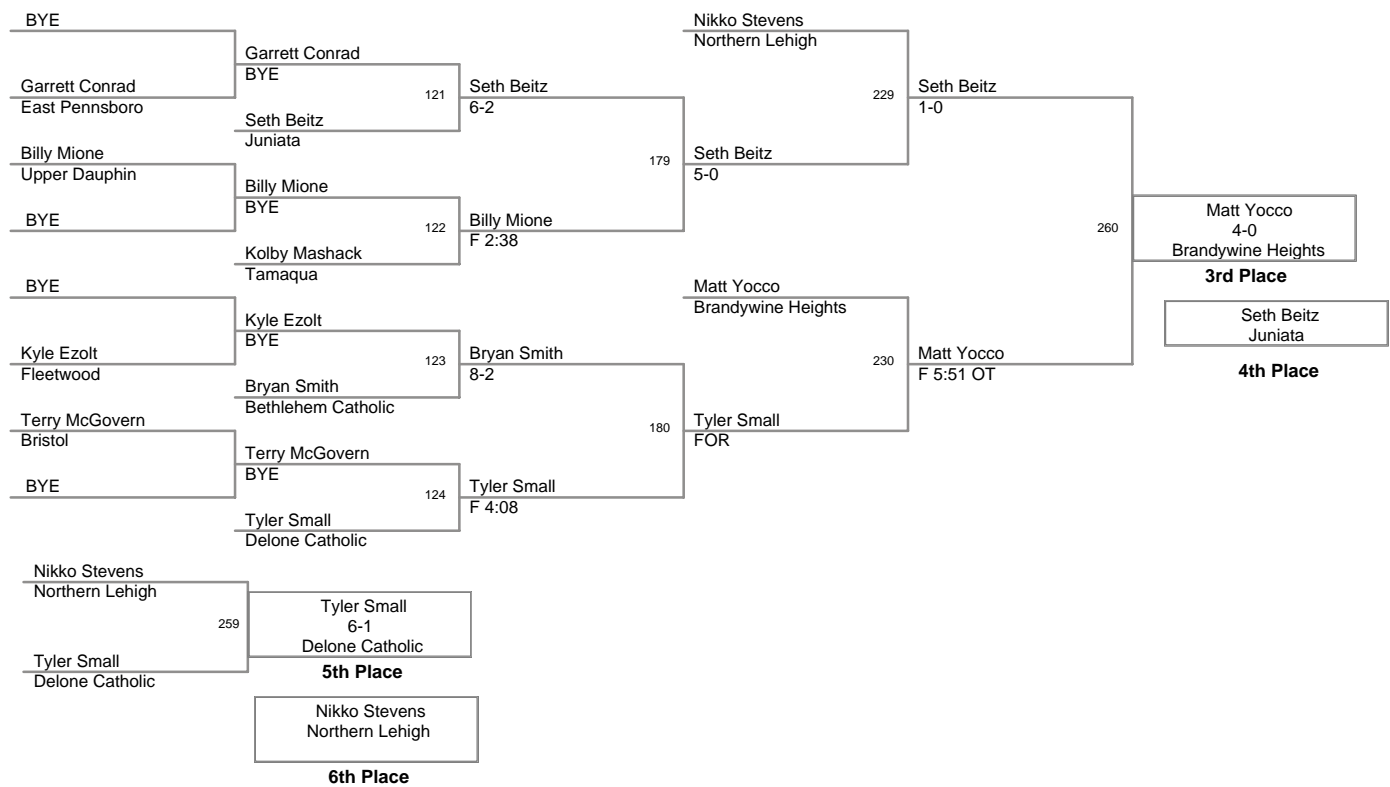 BYE
Garrett Conrad
East Pennsboro
Billy Mione
Upper Dauphin
BYE
BYE
Kyle Ezolt
Fleetwood
Terry McGovern
Bristol
BYE
Garrett Conrad
BYE
121
Seth Beitz
Juniata
Billy Mione
BYE
122
Kolby Mashack
Tamaqua
Kyle Ezolt
BYE
123
Bryan Smith
Bethlehem Catholic
Terry McGovern
BYE
124
Tyler Small
Delone Catholic
Seth Beitz
6-2
179
Billy Mione
F 2:38
Bryan Smith
8-2
180
Tyler Small
F 4:08
Nikko Stevens
Northern Lehigh
229
Seth Beitz
5-0
Matt Yocco
Brandywine Heights
230
Tyler Small
FOR
Seth Beitz
1-0
260
Matt Yocco
F 5:51 OT
Matt Yocco
4-0
Brandywine Heights
3rd Place
Seth Beitz
Juniata
4th Place
Nikko Stevens
Northern Lehigh
259
Tyler Small
Delone Catholic
Tyler Small
6-1
Delone Catholic
5th Place
Nikko Stevens
Northern Lehigh
6th Place